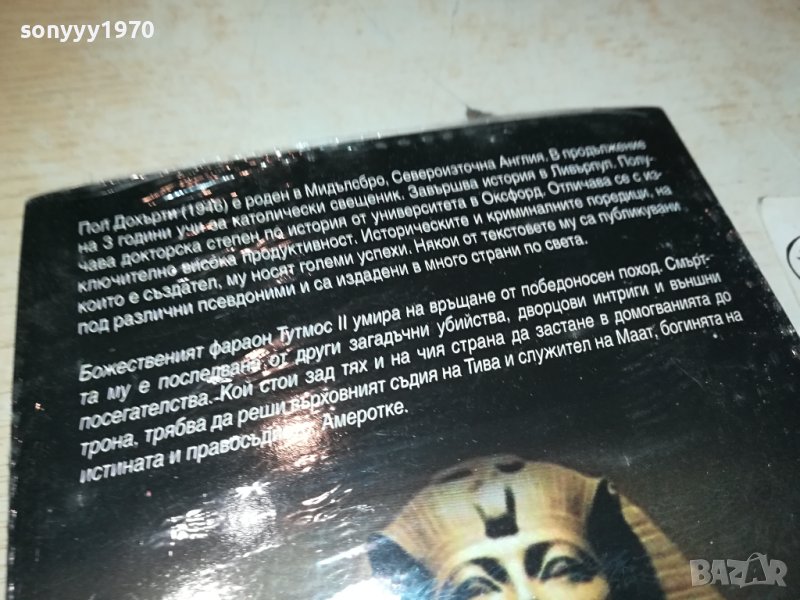 sonyyy1970
Пол Дохърти (1946) е роден в Мидълсбро, Североизточна Англия. В продължение
на 3 години учи за католически свещеник. Завършва история в Ливърпул. Полу-
чава докторска степен по история от университета в Оксфорд. Отличава се с из-
ключително висока продуктивност. Историческите и криминалните поредици, на
които е създател, му носят големи успехи. Някои от текстовете му са публикувани
под различни псевдоними и са издадени в много страни по света.
Божественият фараон Тутмос II умира на връщане от победоносен поход. Смърт-
та му е последвана от други загадъчни убийства, дворцови интриги и външни
посегателства. Кой стои зад тях и на чия страна да застане в домогванията до
трона, трябва да реши върховният съдия на Тива и служител на Маат, богинята на
истината и Амеротке.
BAZAR